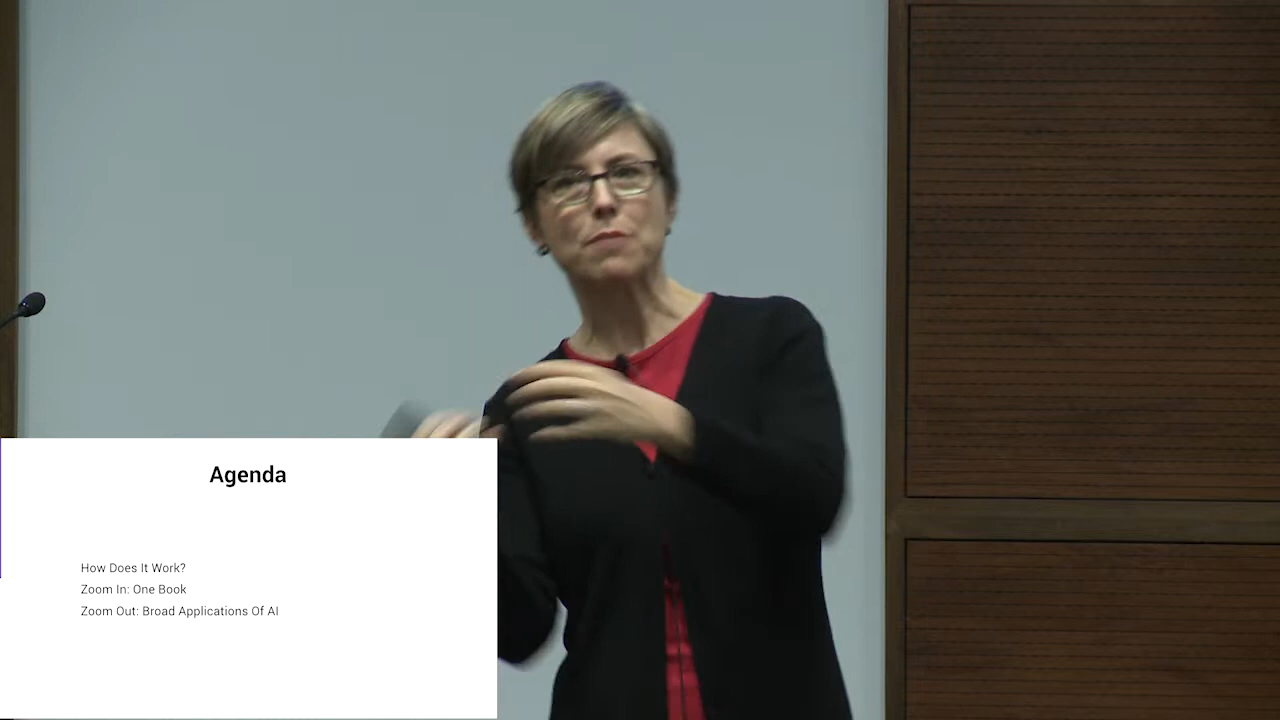 Agenda
How Does It Work?
Zoom In: One Book
Zoom Out: Broad Applications Of AI